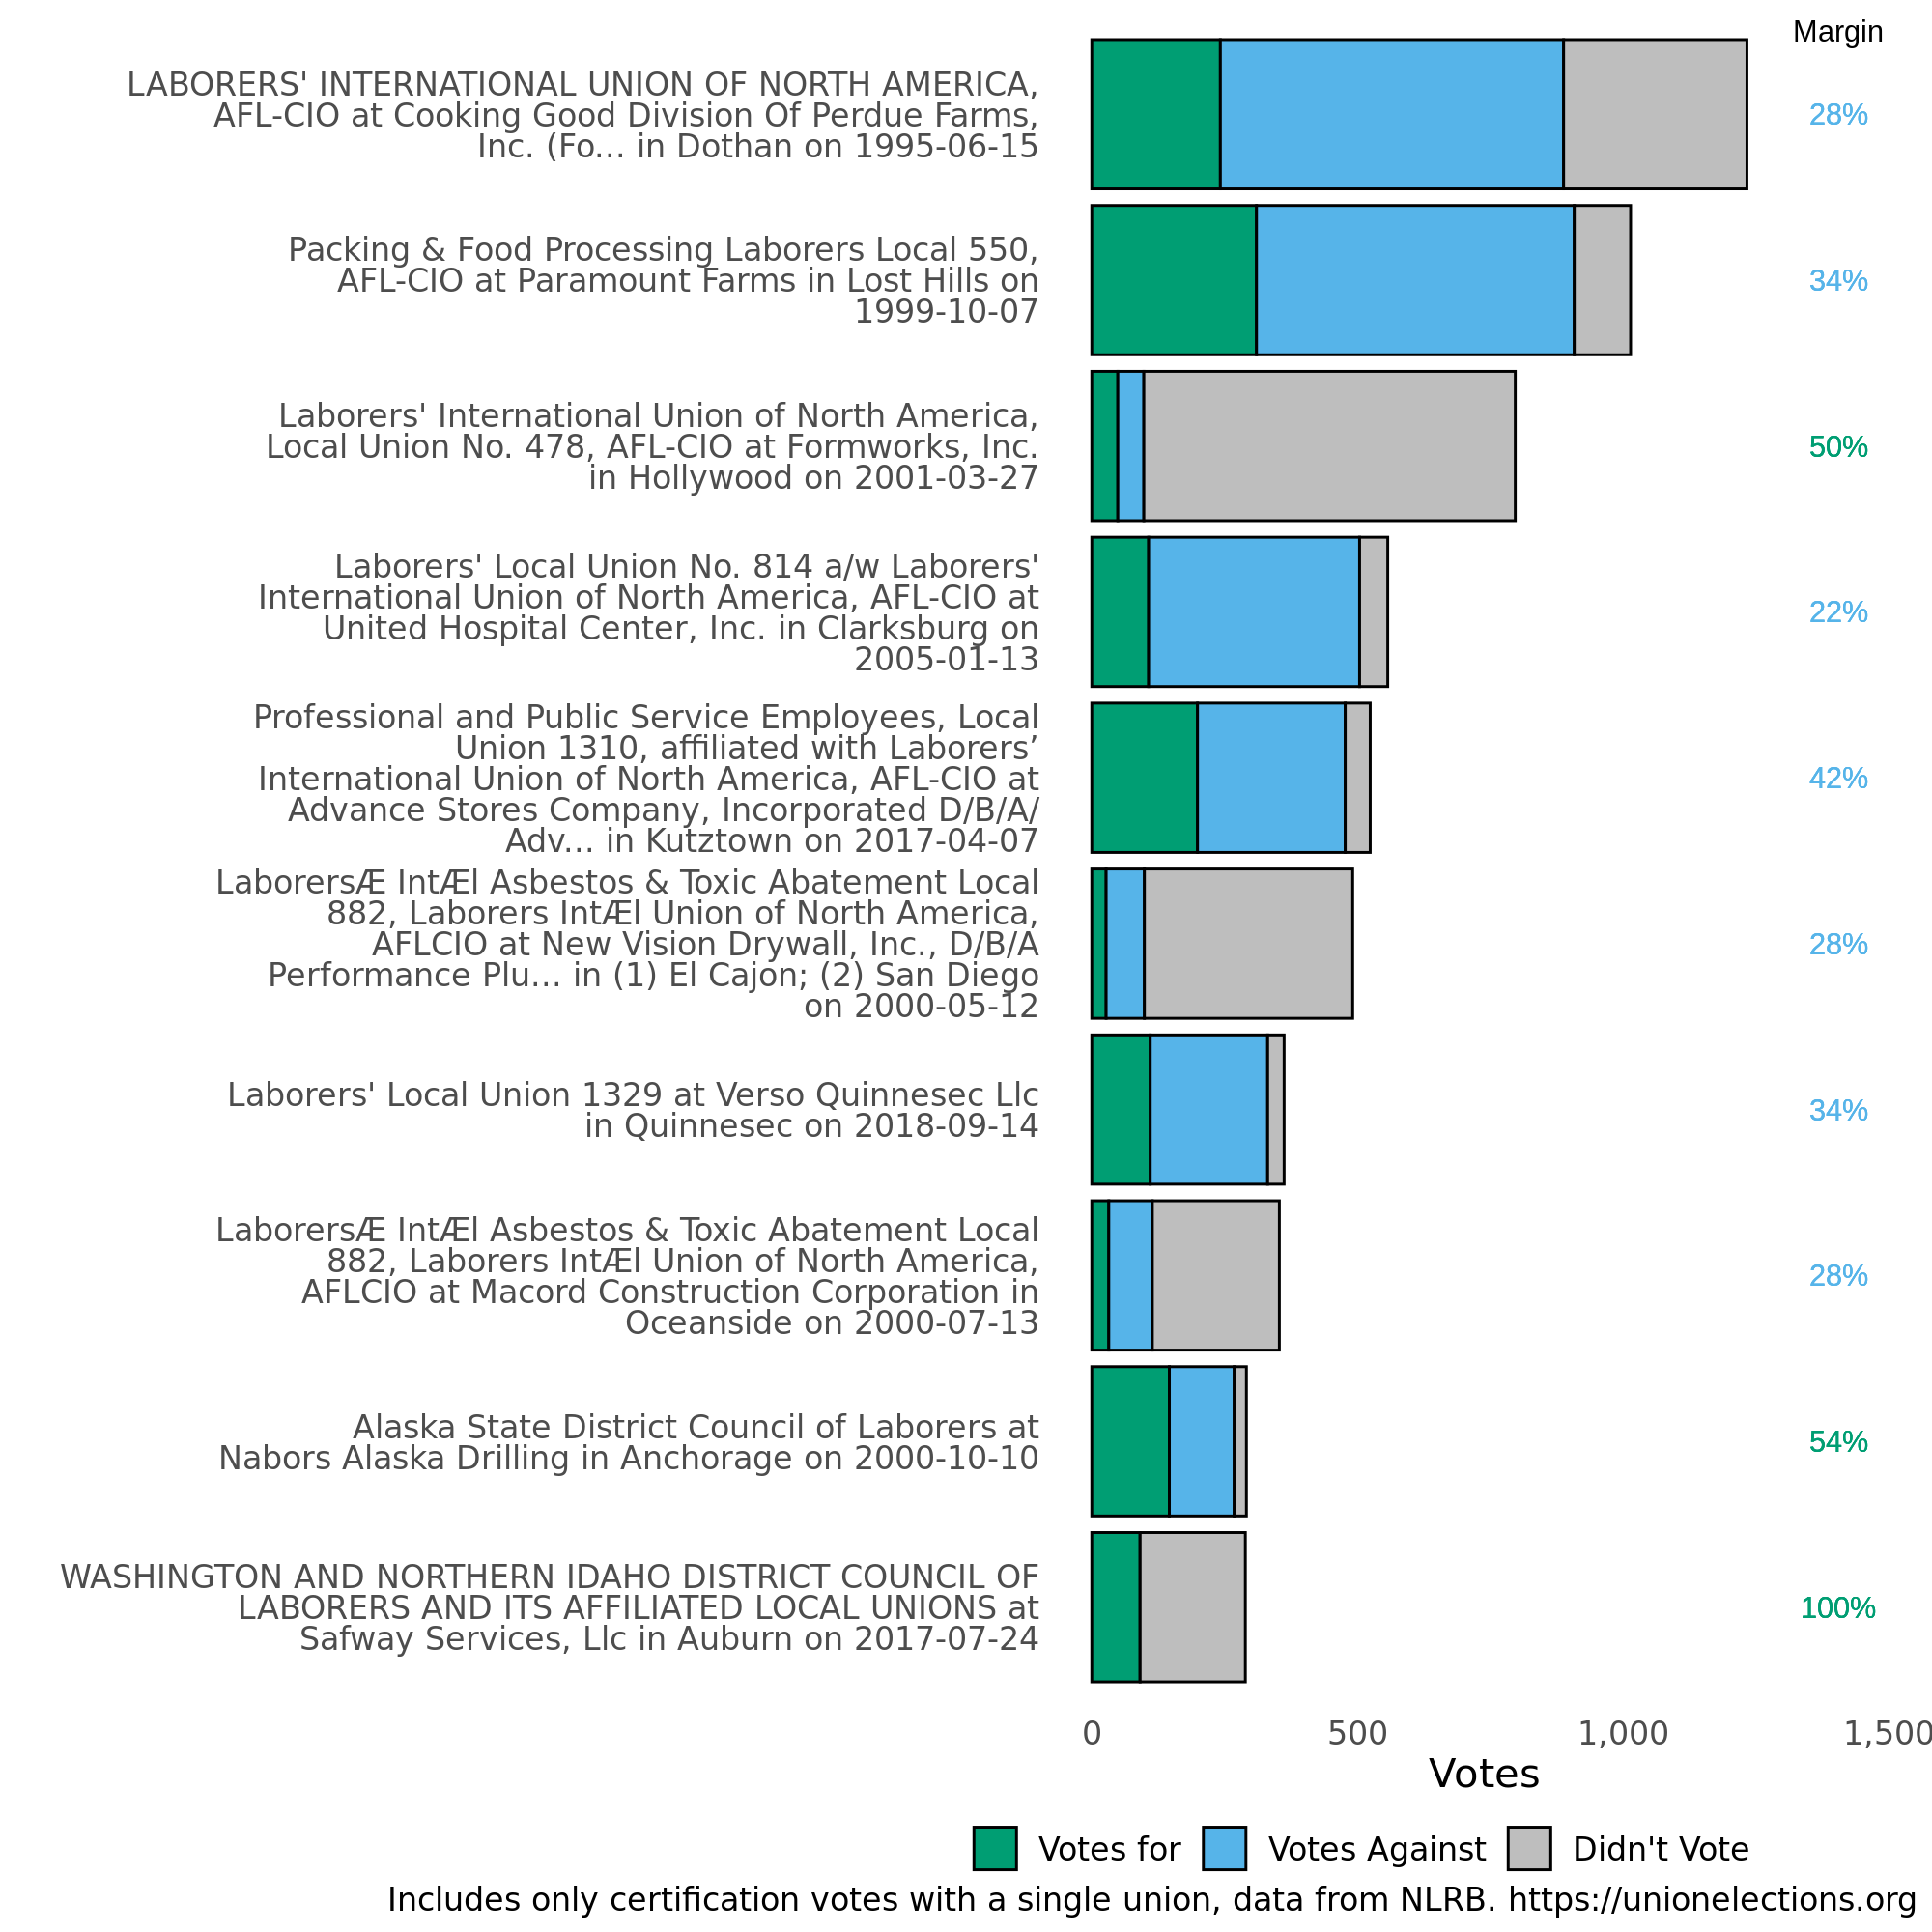 Margin
LABORERS' INTERNATIONAL UNION OF NORTH AMERICA,
AFL-CIO at Cooking Good Division Of Perdue Farms,
Inc. (Fo... in Dothan on 1995-06-15
28%
Packing & Food Processing Laborers Local 550,
AFL-CIO at Paramount Farms in Lost Hills on
1999-10-07
34%
Laborers' International Union of North America,
Local Union No. 478, AFL-CIO at Formworks, Inc.
in Hollywood on 2001-03-27
50%
Laborers' Local Union No. 814 a/w Laborers'
International Union of North America, AFL-CIO at
United Hospital Center, Inc. in Clarksburg on
2005-01-13
22%
Professional and Public Service Employees, Local
Union 1310, affiliated with Laborers’
International Union of North America, AFL-CIO at
Advance Stores Company, Incorporated D/B/A/
Adv... in Kutztown on 2017-04-07
42%
LaborersÆ IntÆl Asbestos & Toxic Abatement Local
882, Laborers IntÆl Union of North America,
AFLCIO at New Vision Drywall, Inc., D/B/A
Performance Plu... in (1) El Cajon; (2) San Diego
on 2000-05-12
28%
Laborers' Local Union 1329 at Verso Quinnesec Llc
in Quinnesec on 2018-09-14
34%
LaborersÆ IntÆl Asbestos & Toxic Abatement Local
882, Laborers IntÆl Union of North America,
AFLCIO at Macord Construction Corporation in
Oceanside on 2000-07-13
28%
Alaska State District Council of Laborers at
Nabors Alaska Drilling in Anchorage on 2000-10-10
54%
WASHINGTON AND NORTHERN IDAHO DISTRICT COUNCIL OF
LABORERS AND ITS AFFILIATED LOCAL UNIONS at
Safway Services, Llc in Auburn on 2017-07-24
100%
0 500 1,000 1,500
Votes
Votes for Votes Against Didn't Vote
Includes only certification votes with a single union, data from NLRB. https://unionelections.org